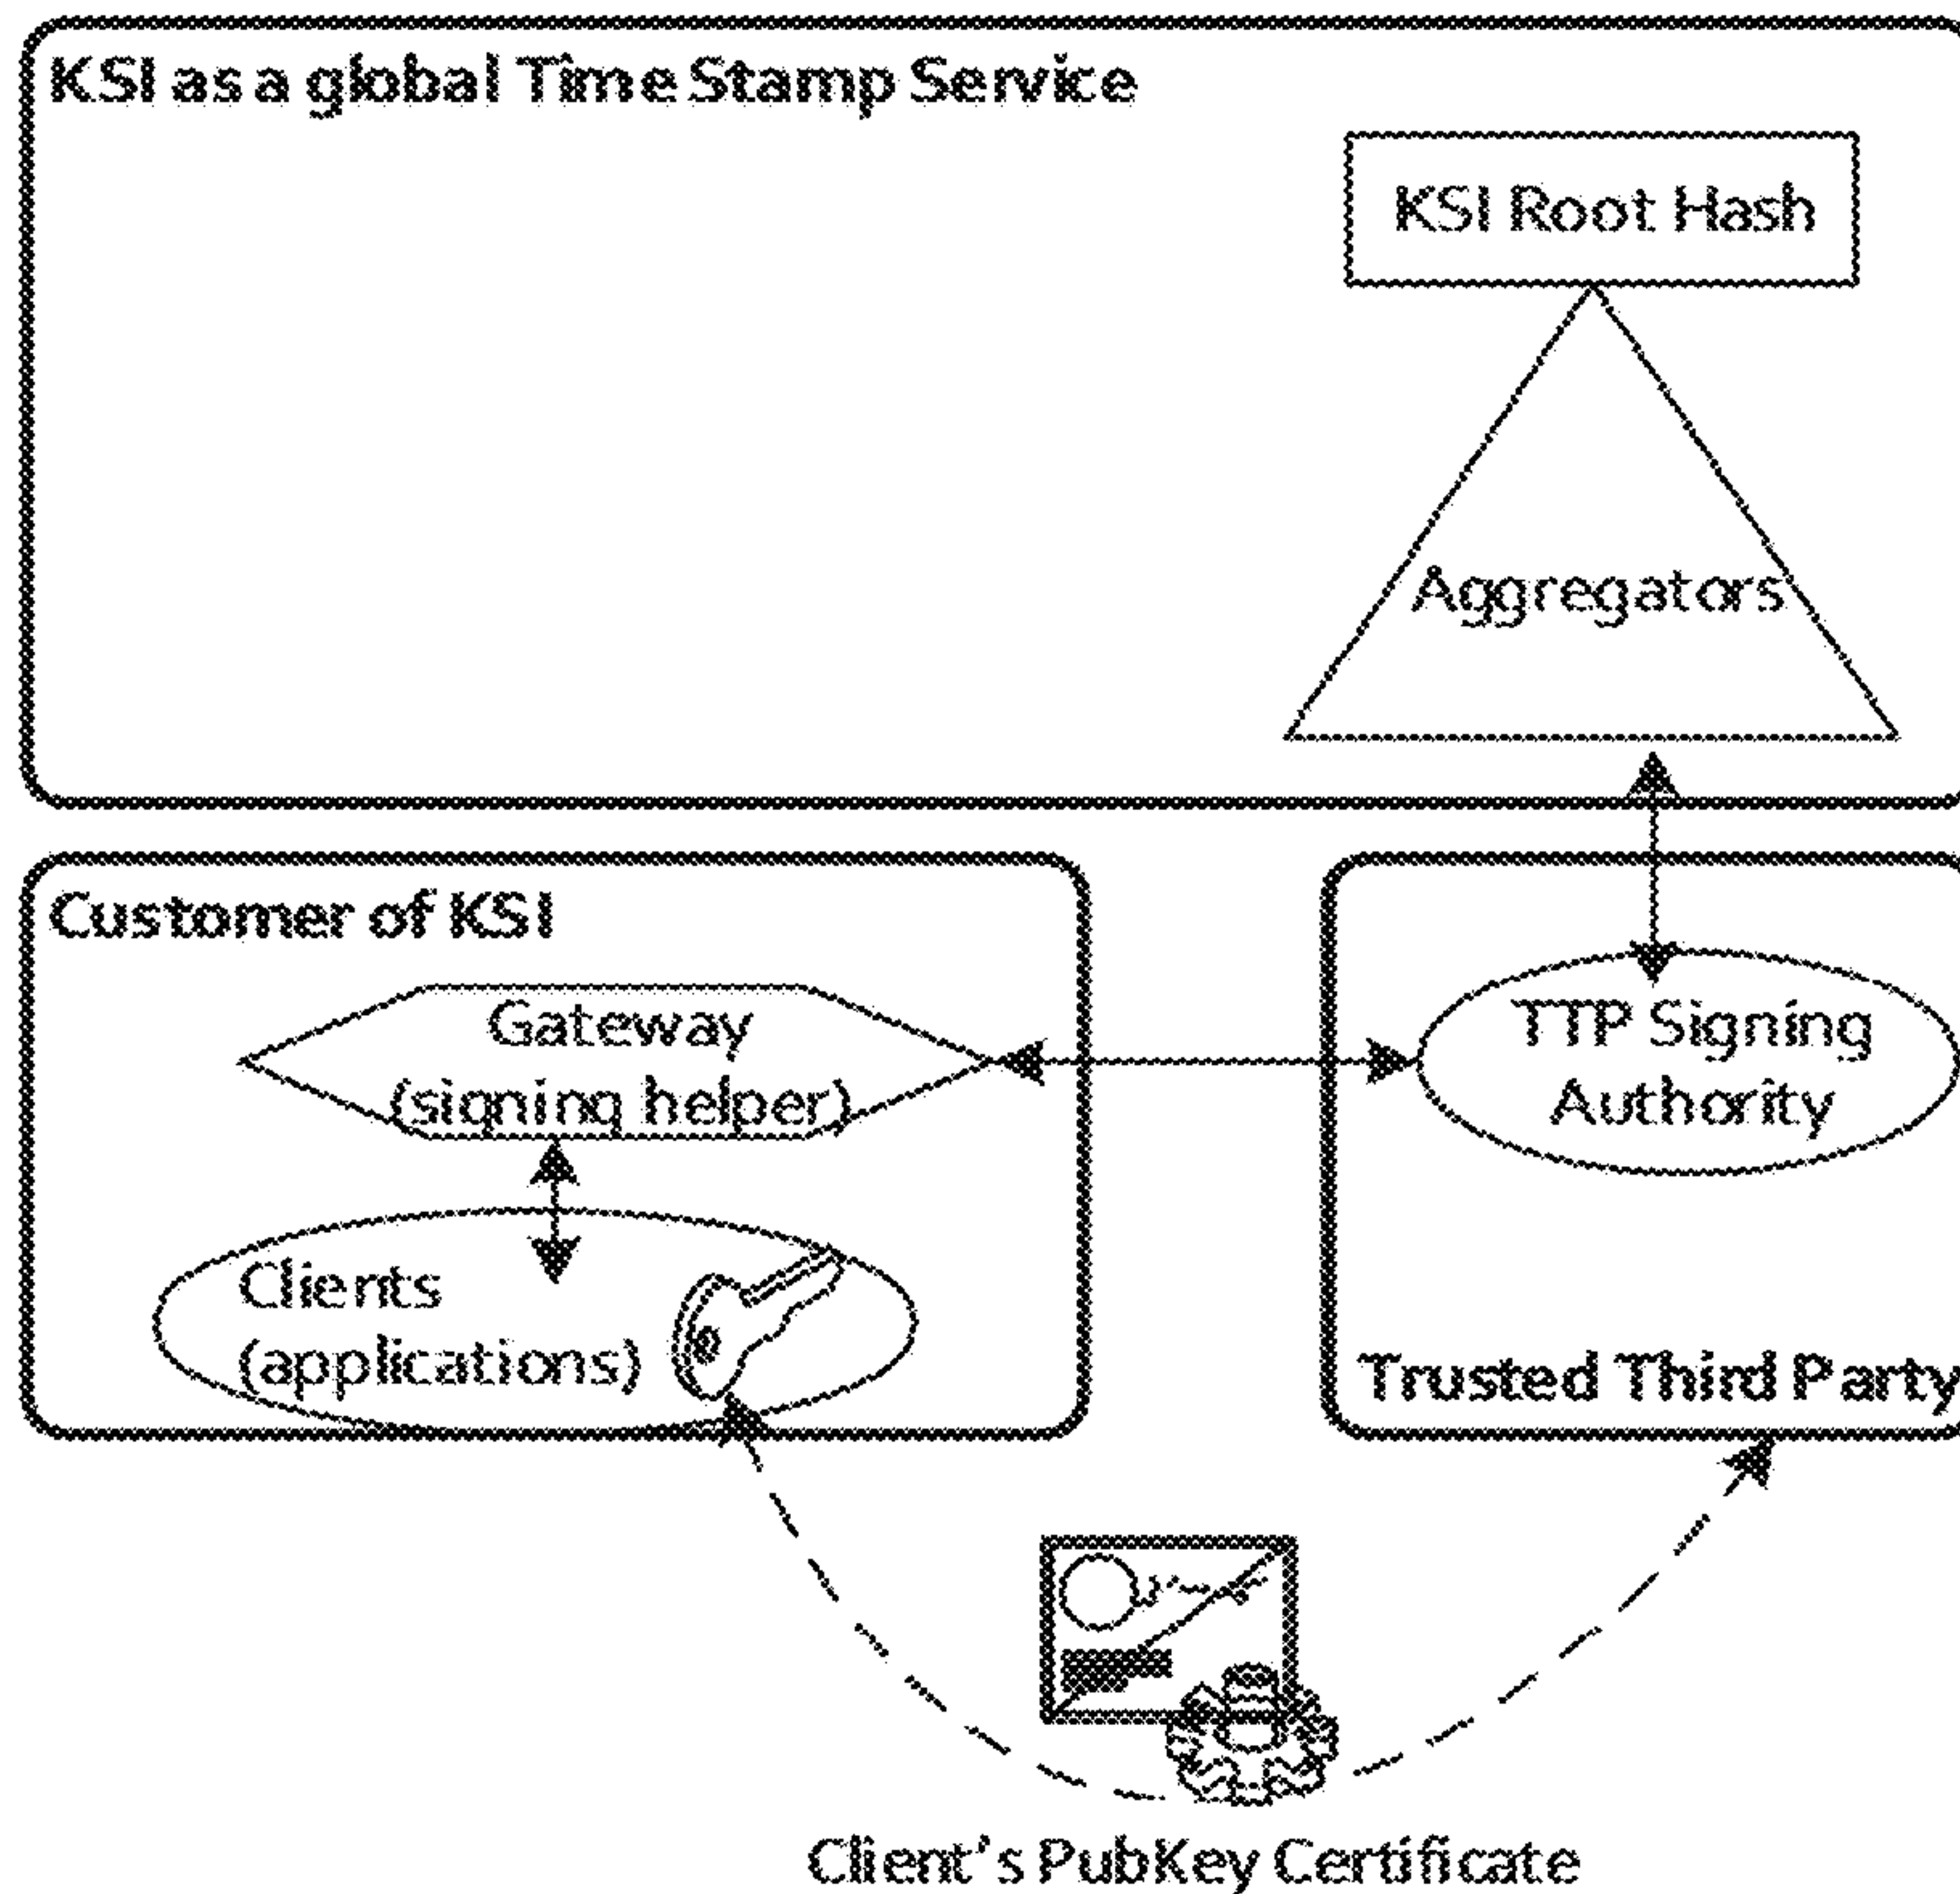 KSI as a global Time Stamp Service
KSI Root Hash
Aggregators
Customer of KSI
Gateway
(signing helper)
Clients
(applications)
TTP Signing
Authority
Trusted Third Party
Client's PubKey Certificate